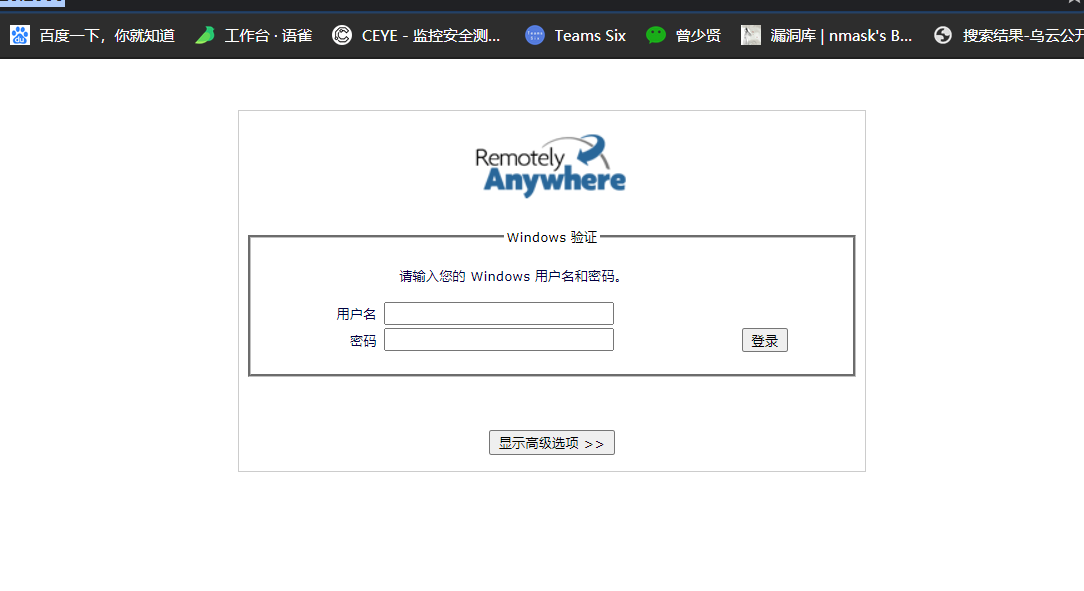 百度一下，你就知道 工作台 · 语雀 CEYE - 监控安全测... Teams Six 曾少贤 漏洞库 | nmask's B... 搜索结果-乌云公开
Remotely
Anywhere
Windows 验证
请输入您的 Windows 用户名和密码。
用户名
密码 登录
显示高级选项 >>